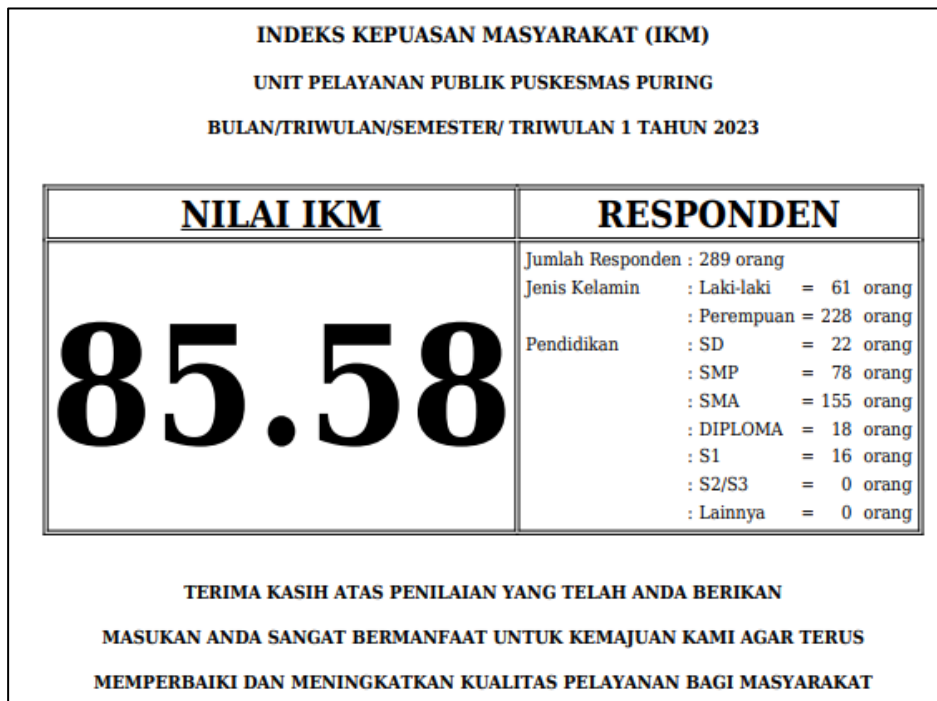 INDEKS KEPUASAN MASYARAKAT (IKM)
UNIT PELAYANAN PUBLIK PUSKESMAS PURING
BULAN/TRIWULAN/SEMESTER/ TRIWULAN 1 TAHUN 2023
NILAI IKM
85.58
RESPONDEN
Jumlah Responden : 289 orang
Jenis Kelamin : Laki-laki = 61 orang
: Perempuan = 228 orang
Pendidikan : SD = 22 orang
: SMP = 78 orang
: SMA = 155 orang
: DIPLOMA = 18 orang
: S1 = 16 orang
: S2/S3 = 0 orang
: Lainnya = 0 orang
TERIMA KASIH ATAS PENILAIAN YANG TELAH ANDA BERIKAN
MASUKAN ANDA SANGAT BERMANFAAT UNTUK KEMAJUAN KAMI AGAR TERUS
MEMPERBAIKI DAN MENINGKATKAN KUALITAS PELAYANAN BAGI MASYARAKAT